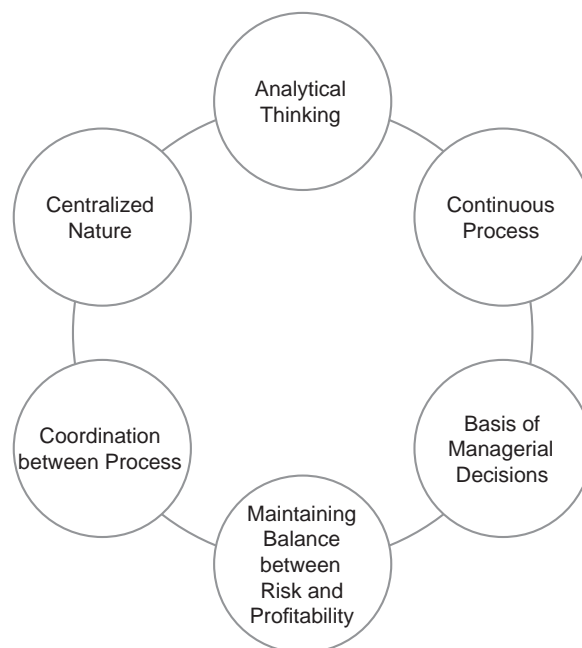 Analytical
Thinking
Continuous
Process
Basis of
Managerial
Decisions
Maintaining
Balance
between
Risk and
Profitability
Coordination
between Process
Centralized
Nature